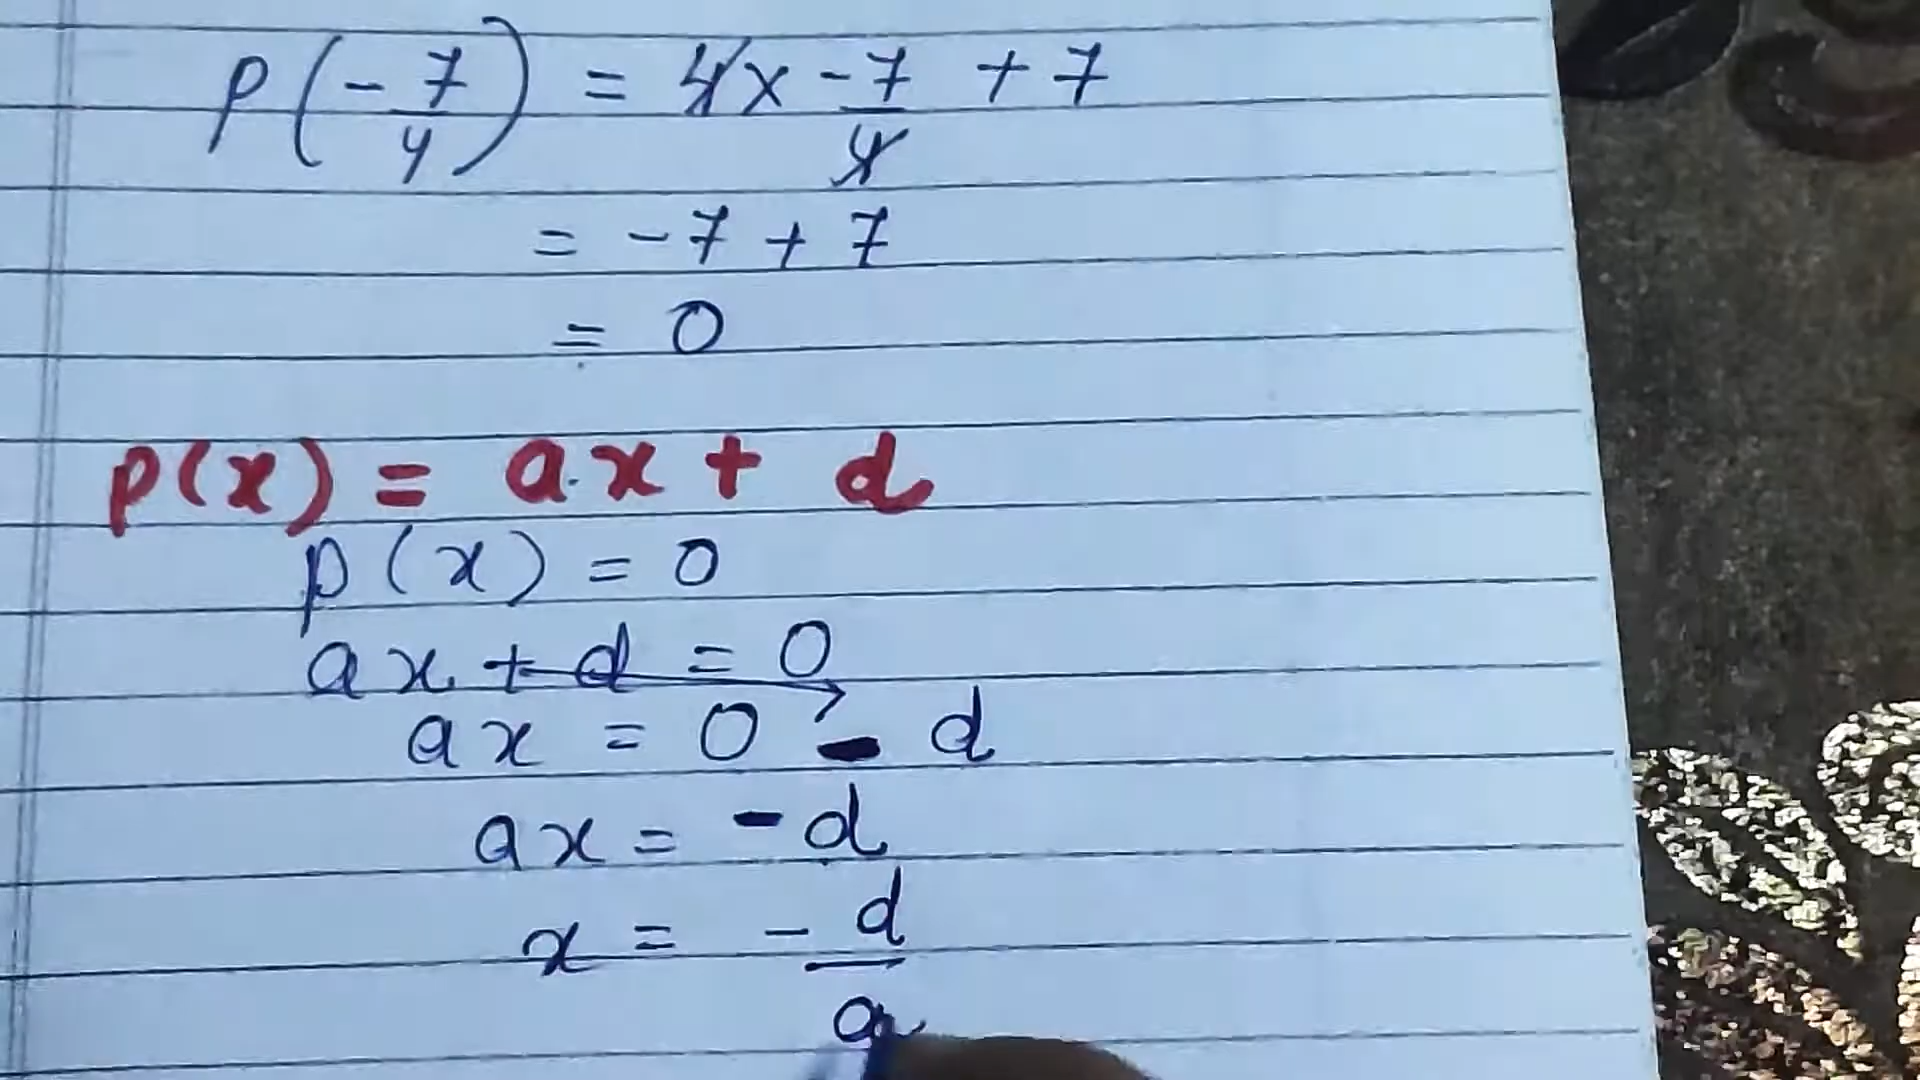 p(-7/4) = 4x -7/4 + 7
= -7 + 7
= 0
p(x) = ax + d
p(x) = 0
ax + d = 0
ax = 0 - d
ax = -d
x = -d/a